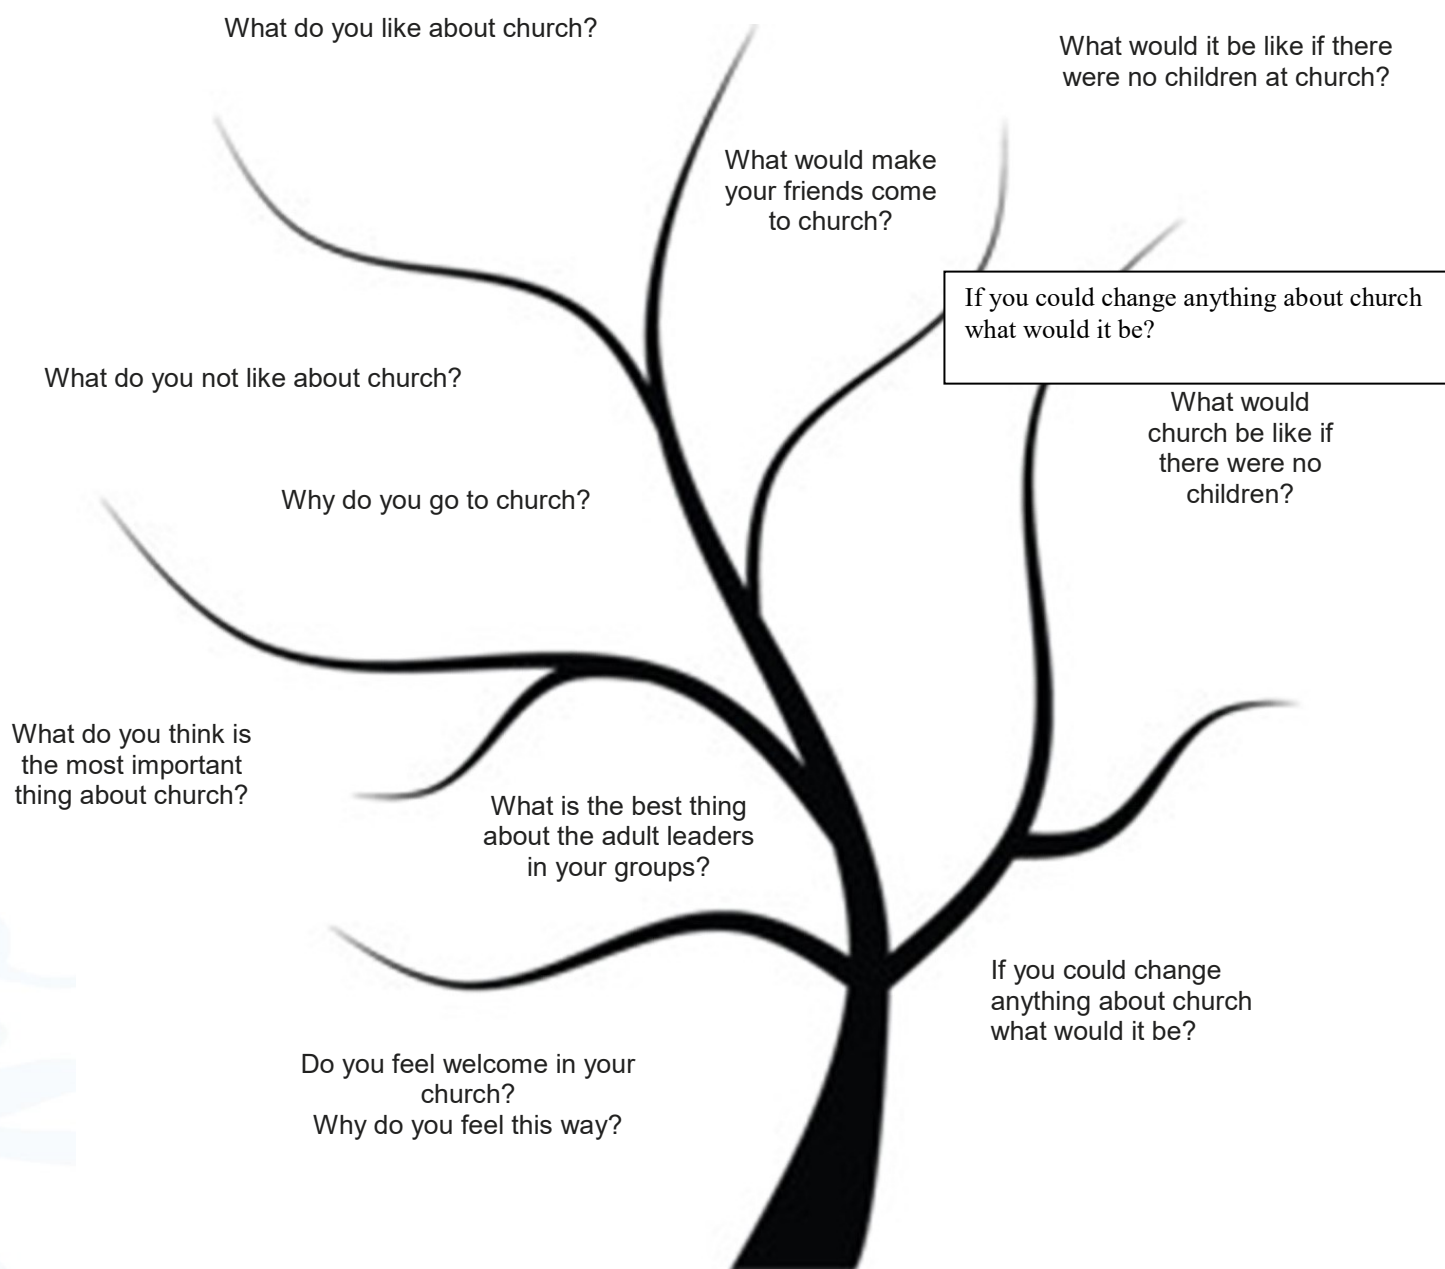 What do you like about church?
What would it be like if there
were no children at church?
What would make
your friends come
to church?
If you could change anything about church
what would it be?
What do you not like about church?
What would
church be like if
there were no
children?
Why do you go to church?
What do you think is
the most important
thing about church?
What is the best thing
about the adult leaders
in your groups?
If you could change
anything about church
what would it be?
Do you feel welcome in your
church?
Why do you feel this way?